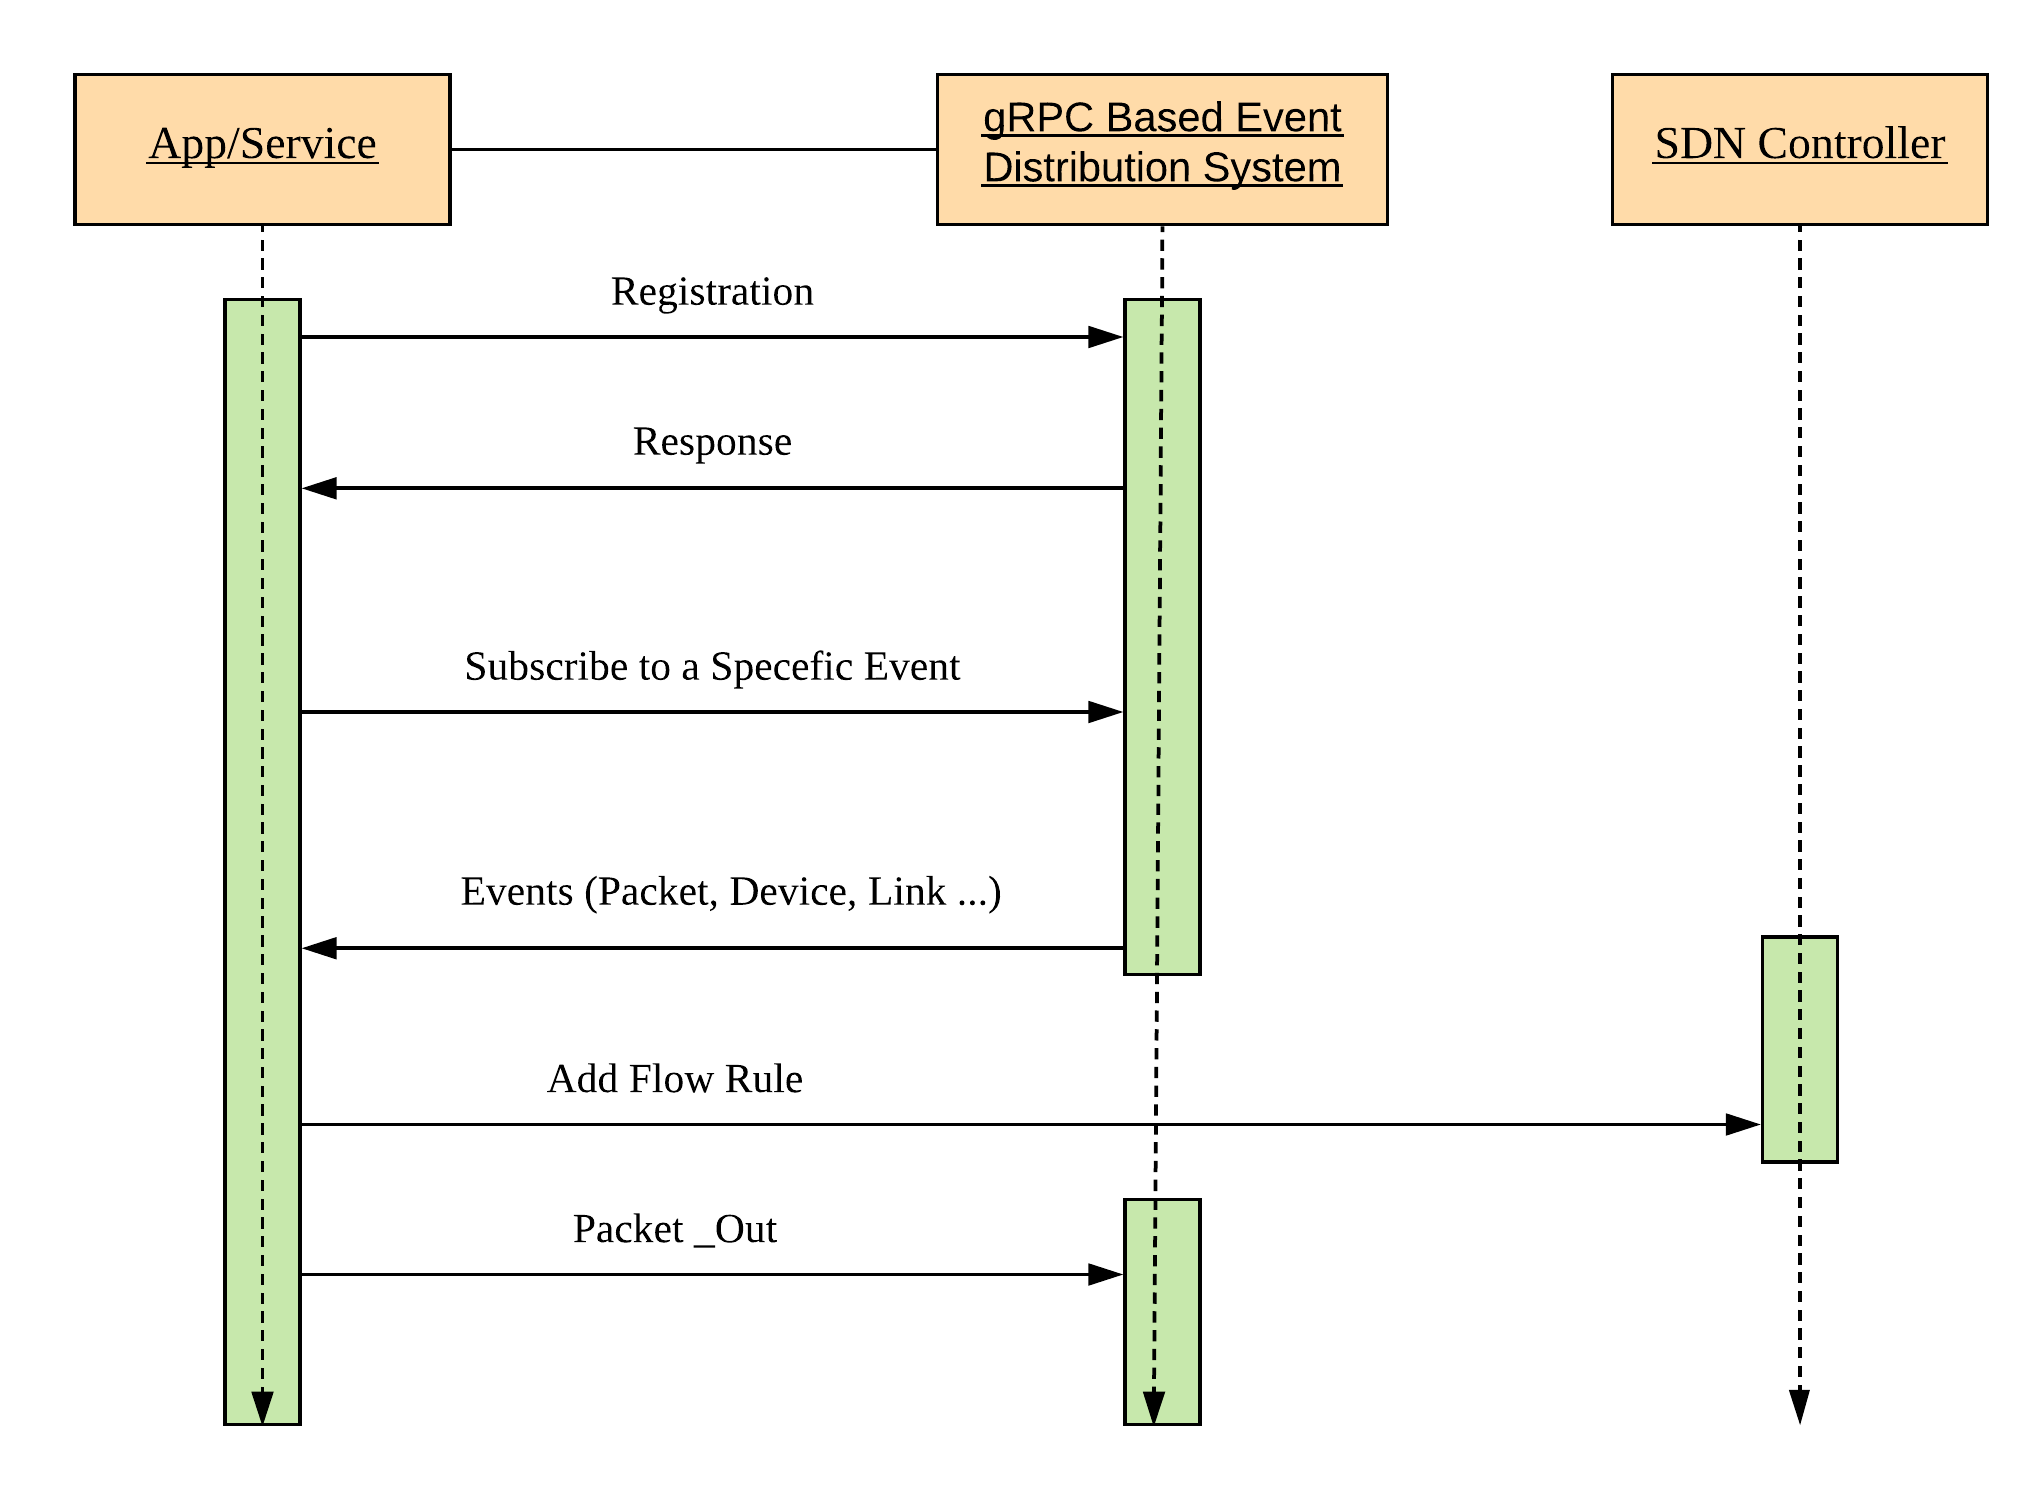 App/Service
gRPC Based Event
Distribution System
SDN Controller
Registration
Response
Subscribe to a Specefic Event
Events (Packet, Device, Link ...)
Add Flow Rule
Packet _Out